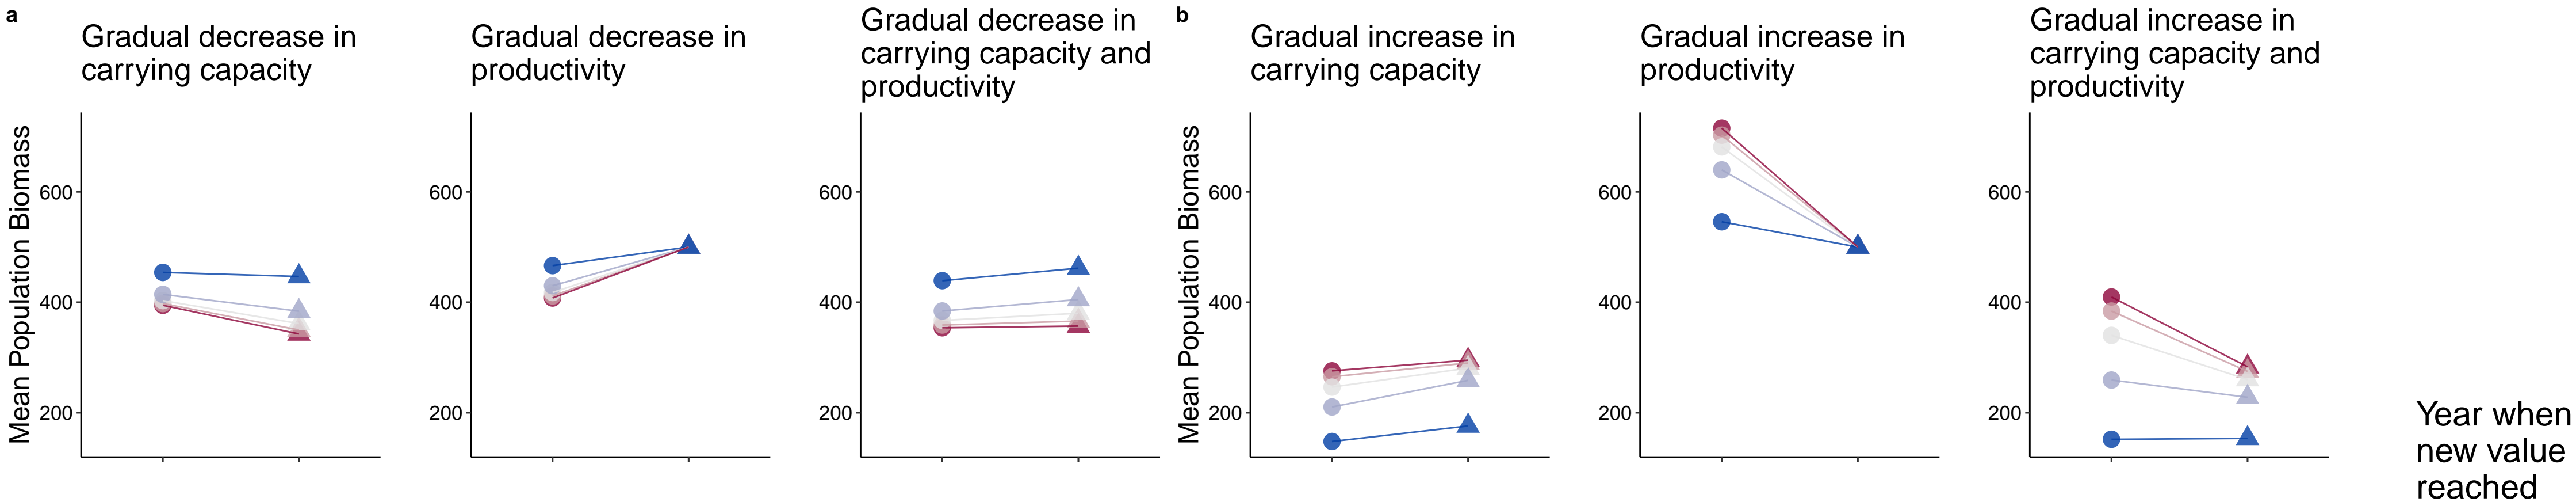 a
Gradual decrease in
carrying capacity
Gradual decrease in
productivity
Gradual decrease in
carrying capacity and
productivity
Mean Population Biomass
600
400
200
600
400
200
600
400
200
b
Gradual increase in
carrying capacity
Gradual increase in
productivity
Gradual increase in
carrying capacity and
productivity
Mean Population Biomass
600
400
200
600
400
200
600
400
200
Year when
new value
reached